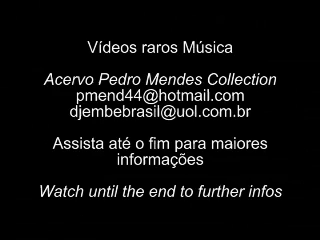 Vídeos raros Música
Acervo Pedro Mendes Collection
pmend44@hotmail.com
djembebrasil@uol.com.br
Assista até o fim para maiores
informações
Watch until the end to further infos